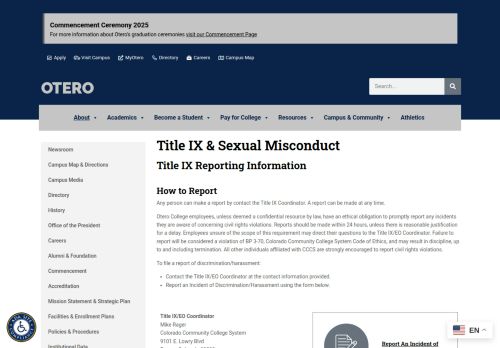 Commencement Ceremony 2025
For more information about Otero's graduation ceremonies visit our Commencement Page
Apply Visit Campus MyOtero Directory Careers Campus Map
OTERO
Search...
About Academics Become a Student Pay for College Resources Campus & Community Athletics
Newsroom
Campus Map & Directions
Campus Media
Directory
History
Office of the President
Careers
Alumni & Foundation
Commencement
Accreditation
Mission Statement & Strategic Plan
Facilities & Enrollment Plans
Policies & Procedures
Institutional Data
Title IX & Sexual Misconduct
Title IX Reporting Information
How to Report
Any person can make a report by contact the Title IX Coordinator. A report can be made at any time.
Otero College employees, unless deemed a confidential resource by law, have an ethical obligation to promptly report any incidents
they are aware of concerning civil rights violations. Reports should be made within 24 hours, unless there is reasonable justification
for a delay. Employees unsure of the scope of this requirement may direct their questions to the Title IX/EO Coordinator. Failure to
report will be considered a violation of BP 3-70, Colorado Community College System Code of Ethics, and may result in discipline, up
to and including termination. All other individuals affiliated with CCCS are strongly encouraged to report civil rights violations.
To file a report of discrimination/harassment:
Contact the Title IX/EO Coordinator at the contact information provided.
Report an Incident of Discrimination/Harassment using the form below.
Title IX/EO Coordinator
Mike Rager
Colorado Community College System
9101 E. Lowry Blvd
Report An Incident of
EN